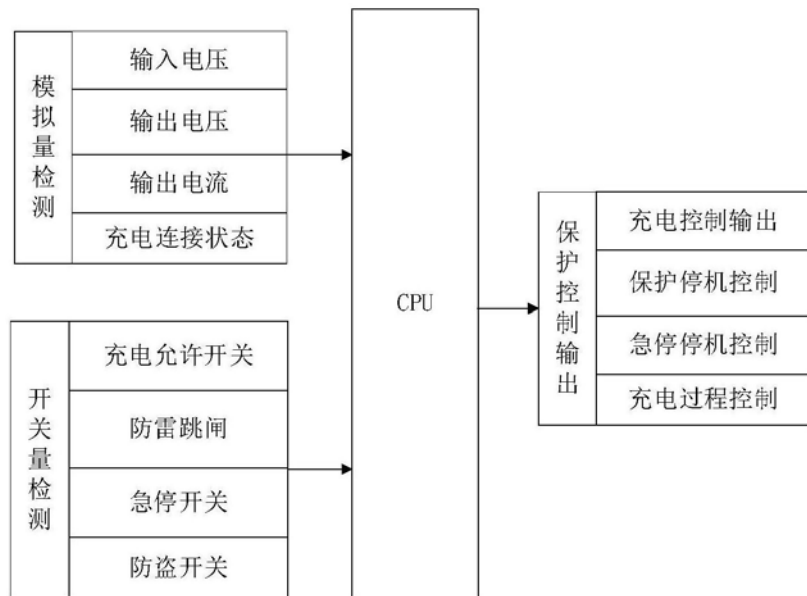 模拟量检测
输入电压
输出电压
输出电流
充电连接状态
开关量检测
充电允许开关
防雷跳闸
急停开关
防盗开关
CPU
保护控制输出
充电控制输出
保护停机控制
急停停机控制
充电过程控制